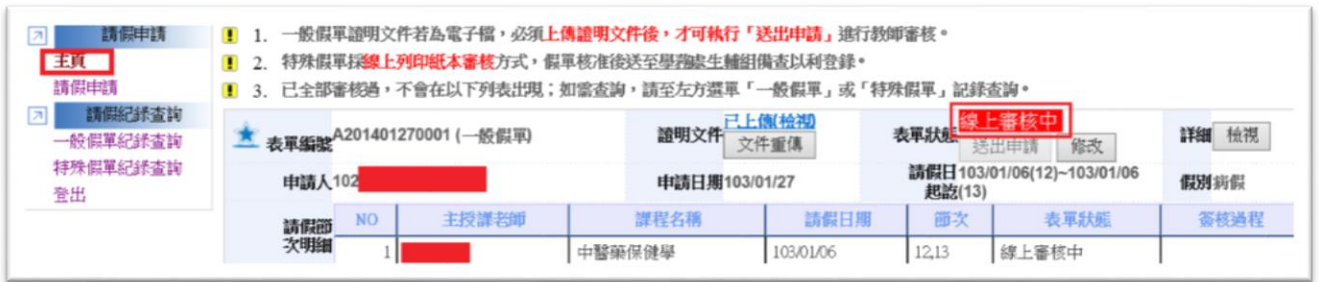 請假申請
主頁
請假申請
請假紀錄查詢
一般假單紀錄查詢
特殊假單紀錄查詢
登出
1. 一般假單證明文件若為電子檔，必須上傳證明文件後，才可執行「送出申請」進行教師審核。
2. 特殊假單採線上列印紙本審核方式，假單核准後送至學務處生輔組備查以利登錄。
3. 已全部審核過，不會在以下列表出現；如需查詢，請至左方選單「一般假單」或「特殊假單」記錄查詢。
表單編號 A201401270001 (一般假單) 證明文件 已上傳(檢視) 文件重傳 表單狀態 線上審核中 送出申請 修改 詳細 檢視
申請人 102 申請日期 103/01/27 請假日起訖 103/01/06(12)~103/01/06(13) 假別 病假
請假節次明細
NO 主授課老師 課程名稱 請假日期 節次 表單狀態 簽核過程
1 中醫藥保健學 103/01/06 12,13 線上審核中